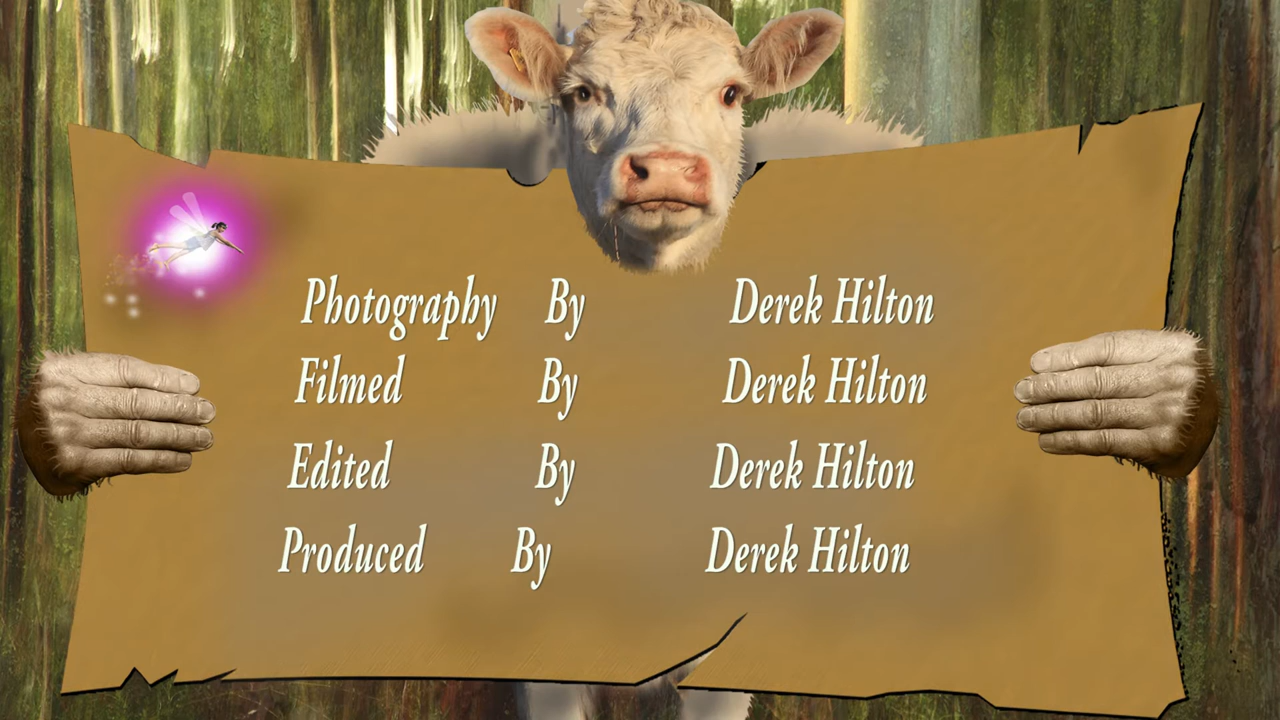 Photography By Derek Hilton
Filmed By Derek Hilton
Edited By Derek Hilton
Produced By Derek Hilton